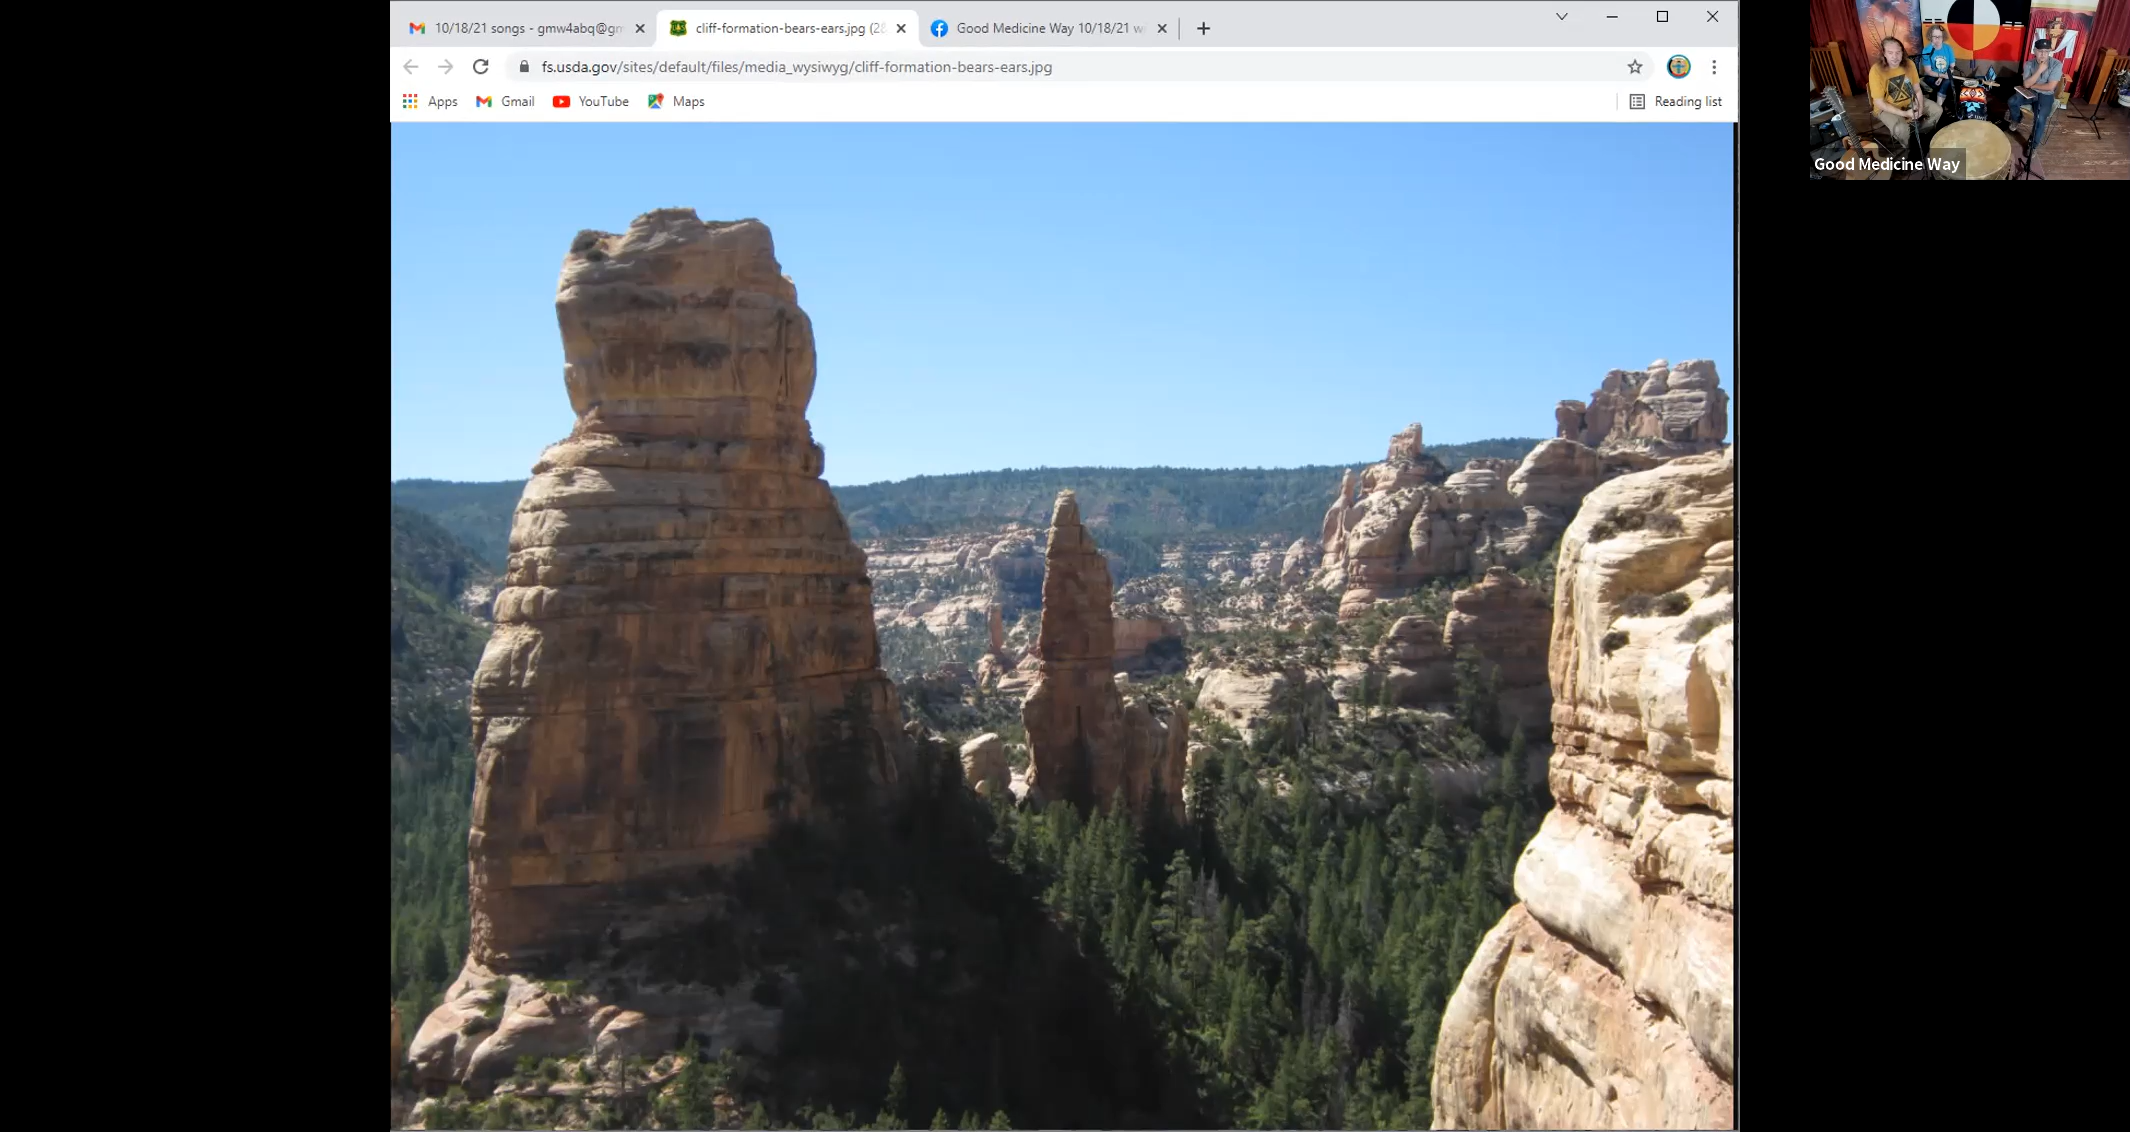 10/18/21 songs - gmw4abq@gm
cliff-formation-bears-ears.jpg (28
Good Medicine Way 10/18/21 w
fs.usda.gov/sites/default/files/media_wysiwyg/cliff-formation-bears-ears.jpg
Apps
Gmail
YouTube
Maps
Reading list
Good Medicine Way